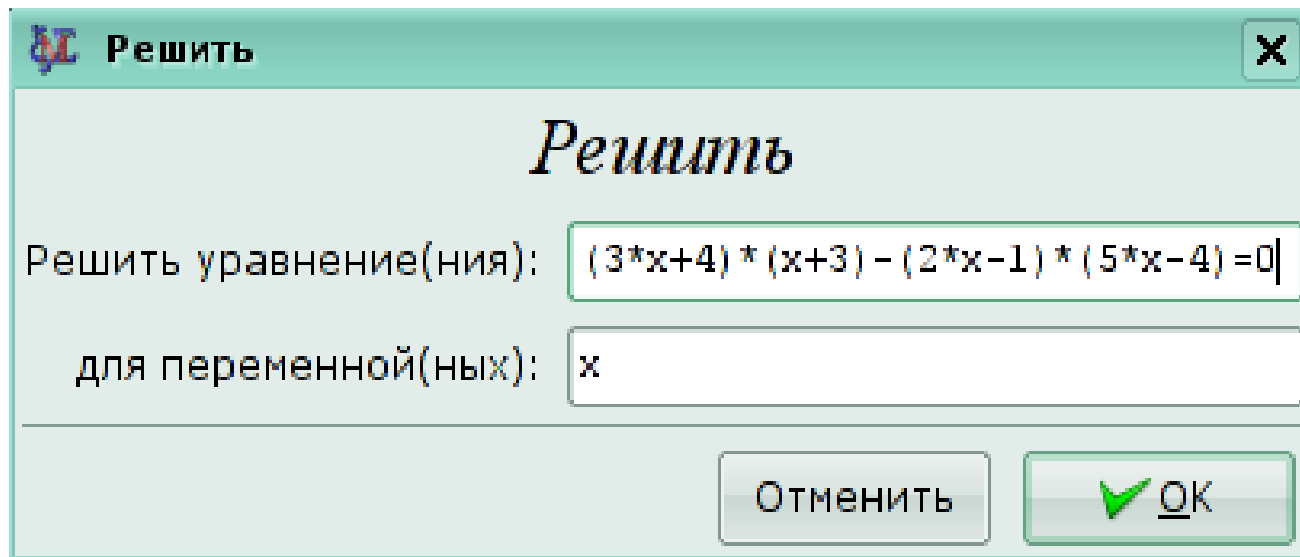 Решить
Решить
Решить уравнение(ния): (3*x+4)*(x+3)-(2*x-1)*(5*x-4)=0
для переменной(ных): x
Отменить OK